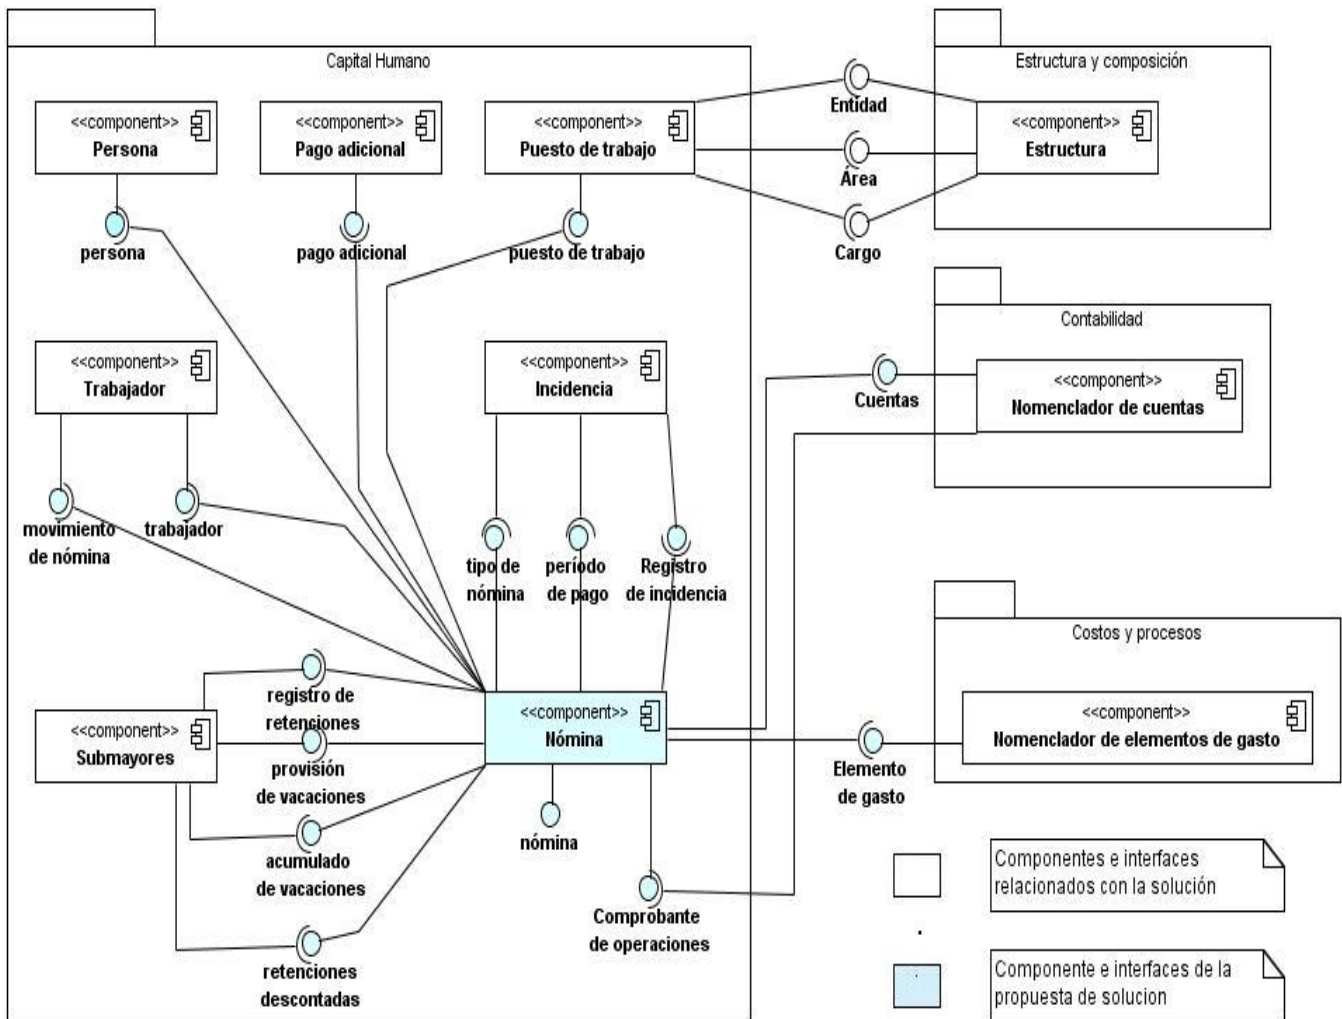 Capital Humano
Estructura y composición
<<component>>
Persona
<<component>>
Pago adicional
<<component>>
Puesto de trabajo
Entidad
Área
Cargo
<<component>>
Estructura
persona
pago adicional
puesto de trabajo
Contabilidad
<<component>>
Trabajador
<<component>>
Incidencia
Cuentas
<<component>>
Nomenclador de cuentas
movimiento
de nómina
trabajador
tipo de
nómina
período
de pago
Registro
de incidencia
Costos y procesos
registro de
retenciones
<<component>>
Submayores
provisión
de vacaciones
<<component>>
Nómina
Elemento
de gasto
<<component>>
Nomenclador de elementos de gasto
acumulado
de vacaciones
nómina
Comprobante
de operaciones
retenciones
descontadas
Componentes e interfaces
relacionados con la solución
Componente e interfaces de la
propuesta de solucion